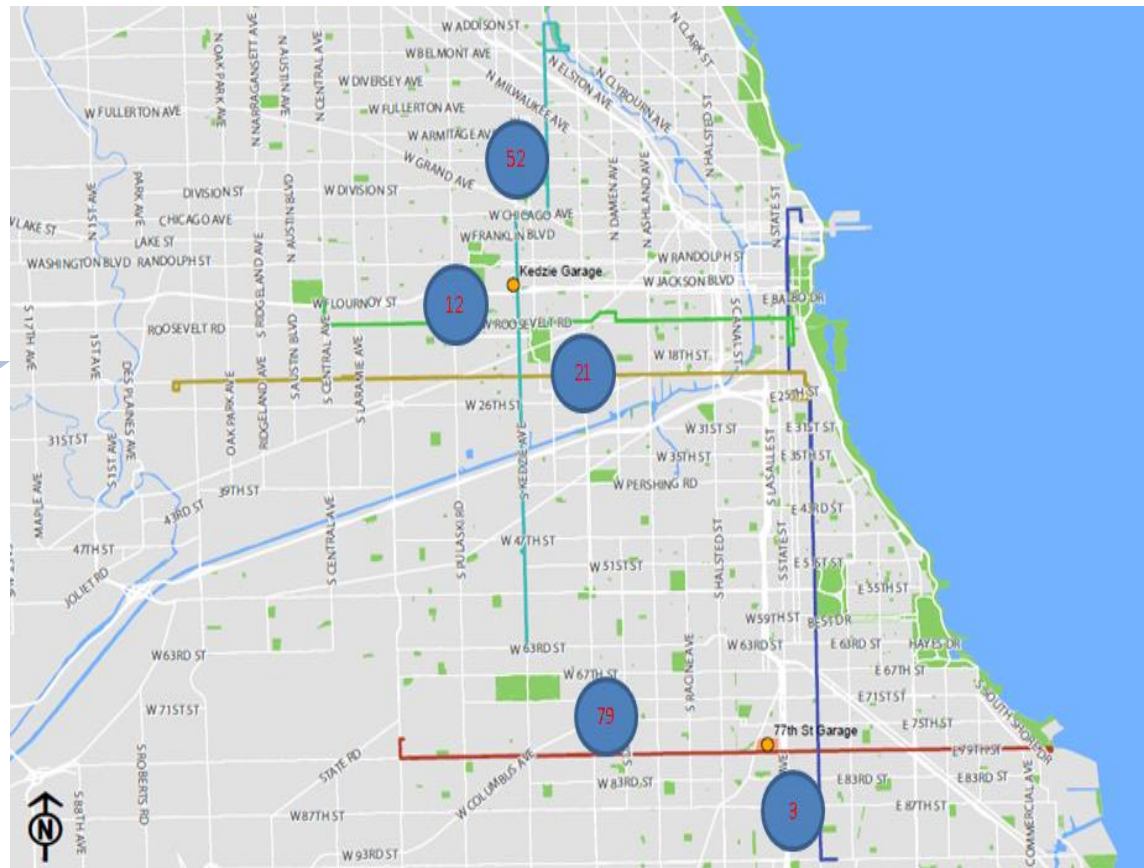 W ADDISON ST
N CLARK ST
W BELMONT AVE
N OAK PARK AVE
N NARRAGANSETT AVE
N AUSTIN AVE
N CENTRAL AVE
W DIVERSEY AVE
N ELSTON AVE
N CLYBOURN AVE
N MILWAUKEE AVE
W FULLERTON AVE
W FULLERTON AVE
N HALSTED ST
W ARMITAGE AVE
52
W GRAND AVE
N 1ST AVE
PARK AVE
DIVISION ST
W DIVISION ST
N DAMEN AVE
N ASHLAND AVE
N STATE ST
W LAKE ST
CHICAGO AVE
W CHICAGO AVE
LAKE ST
N AUSTIN BLVD
W FRANKLIN BLVD
WASHINGTON BLVD
RANDOLPH ST
S RIDGELAND AVE
W RANDOLPH ST
Kedzie Garage
W JACKSON BLVD
12
W FLOURNOY ST
E BALBO DR
S 17TH AVE
ROOSEVELT RD
W ROOSEVELT RD
S CANAL ST
1ST AVE
DES PLAINES AVE
S AUSTIN BLVD
S CENTRAL AVE
S LARAMIE AVE
W 18TH ST
21
OAK PARK AVE
RIDGELAND AVE
W 26TH ST
E 25TH ST
31ST ST
S 1ST AVE
W 31ST ST
E 31ST ST
S KEDZIE AVE
W 35TH ST
E 35TH ST
S LASALLE ST
MAPLE AVE
39TH ST
W PERSHING RD
43RD ST
E 43RD ST
47TH ST
S CENTRAL AVE
S PULASKI RD
W 47TH ST
S HALSTED ST
S STATE ST
JOLIET RD
W 51ST ST
E 51ST ST
E 55TH ST
W 59TH ST
BEST DR
W 63RD ST
W 63RD ST
S RACINE AVE
W 63RD ST
E 63RD ST
HAYES DR
W 67TH ST
E 67TH ST
W 71ST ST
79
E 71ST ST
S SOUTH SHORE DR
77th St Garage
E 75TH ST
S ROBERTS RD
STATE RD
E 79TH ST
W COLUMBUS AVE
W 83RD ST
E 83RD ST
E 83RD ST
S 88TH AVE
W 87TH ST
3
E 87TH ST
COMMERCIAL AVE
N
W 93RD ST